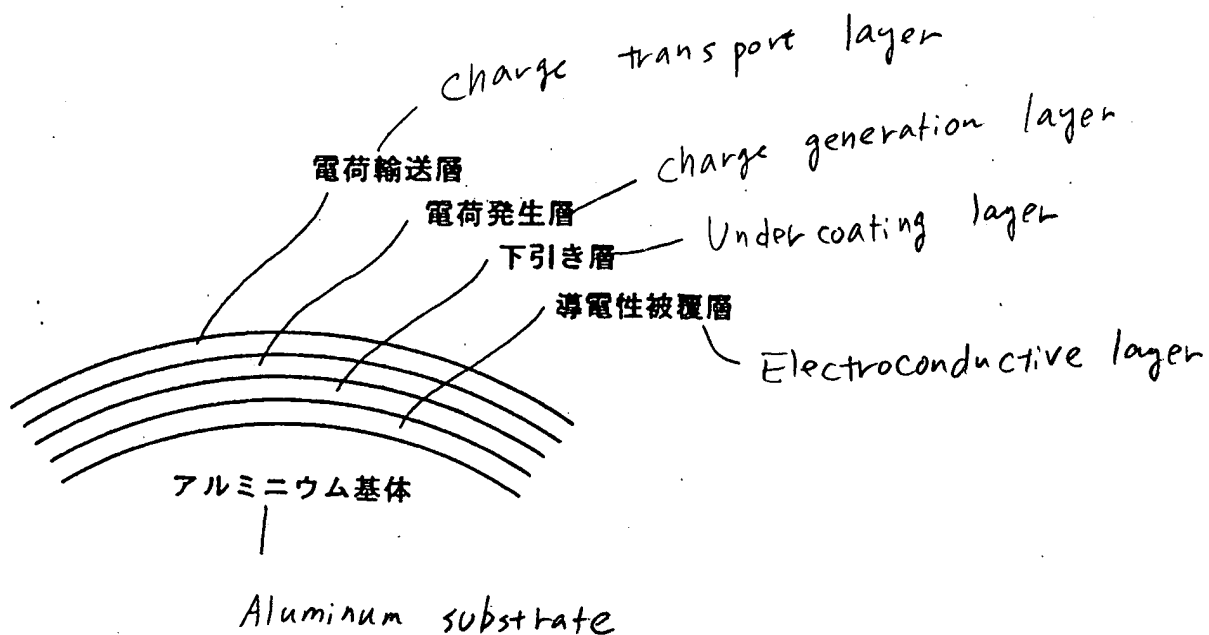 charge transport layer
電荷輸送層
charge generation layer
電荷発生層
Undercoating layer
下引き層
導電性被覆層
Electroconductive layer
アルミニウム基体
Aluminum substrate